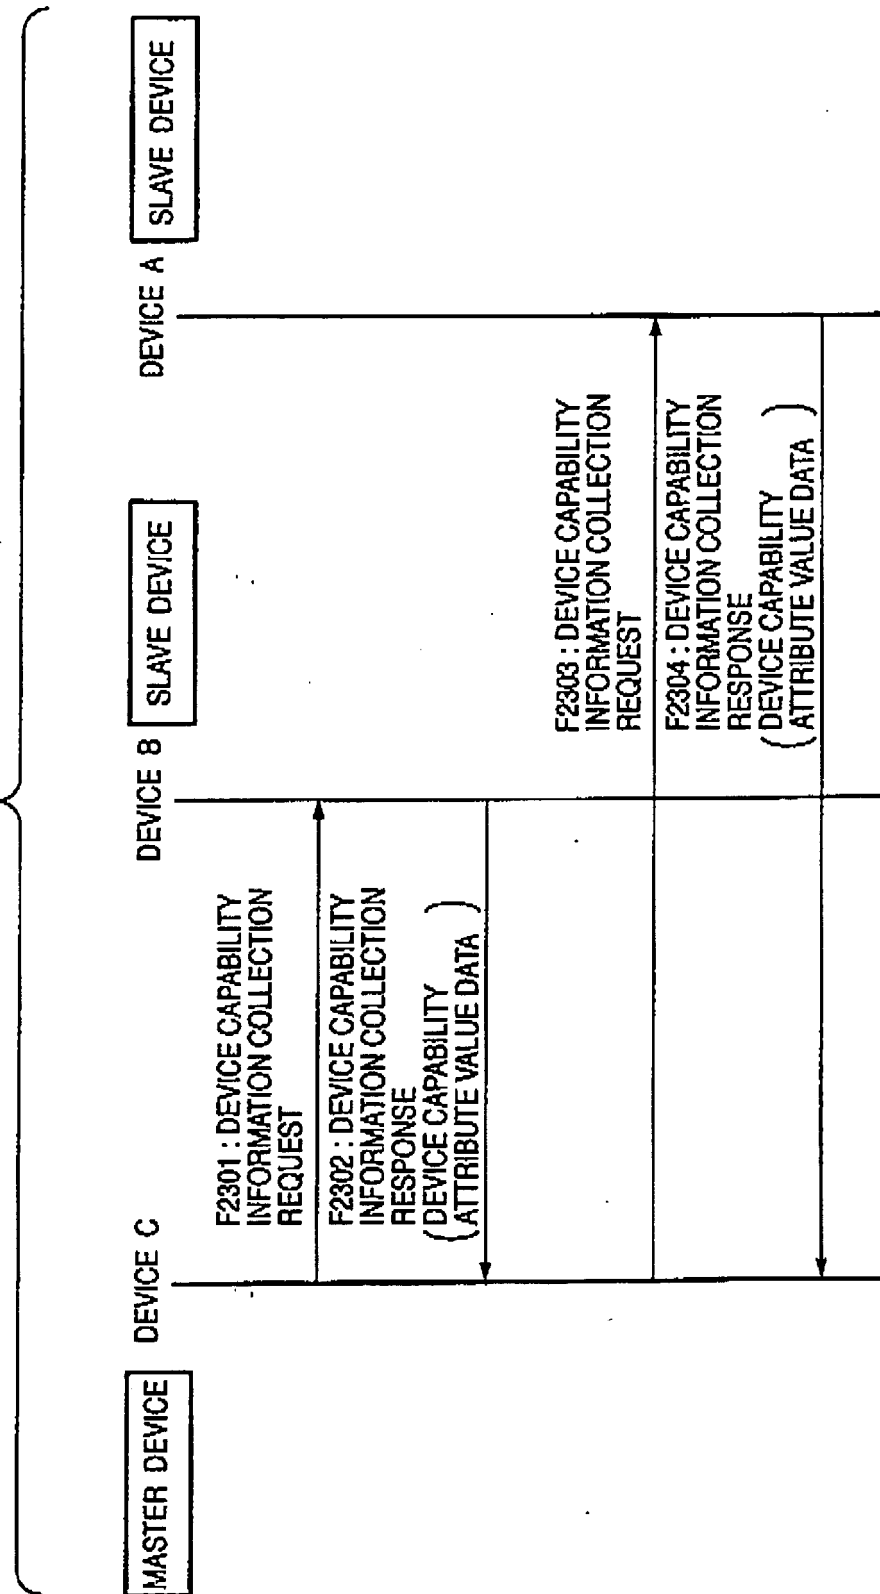 MASTER DEVICE
DEVICE C
DEVICE B
SLAVE DEVICE
DEVICE A
SLAVE DEVICE
F2301 : DEVICE CAPABILITY
INFORMATION COLLECTION
REQUEST
F2302 : DEVICE CAPABILITY
INFORMATION COLLECTION
RESPONSE
(DEVICE CAPABILITY
ATTRIBUTE VALUE DATA)
F2303 : DEVICE CAPABILITY
INFORMATION COLLECTION
REQUEST
F2304 : DEVICE CAPABILITY
INFORMATION COLLECTION
RESPONSE
(DEVICE CAPABILITY
ATTRIBUTE VALUE DATA)